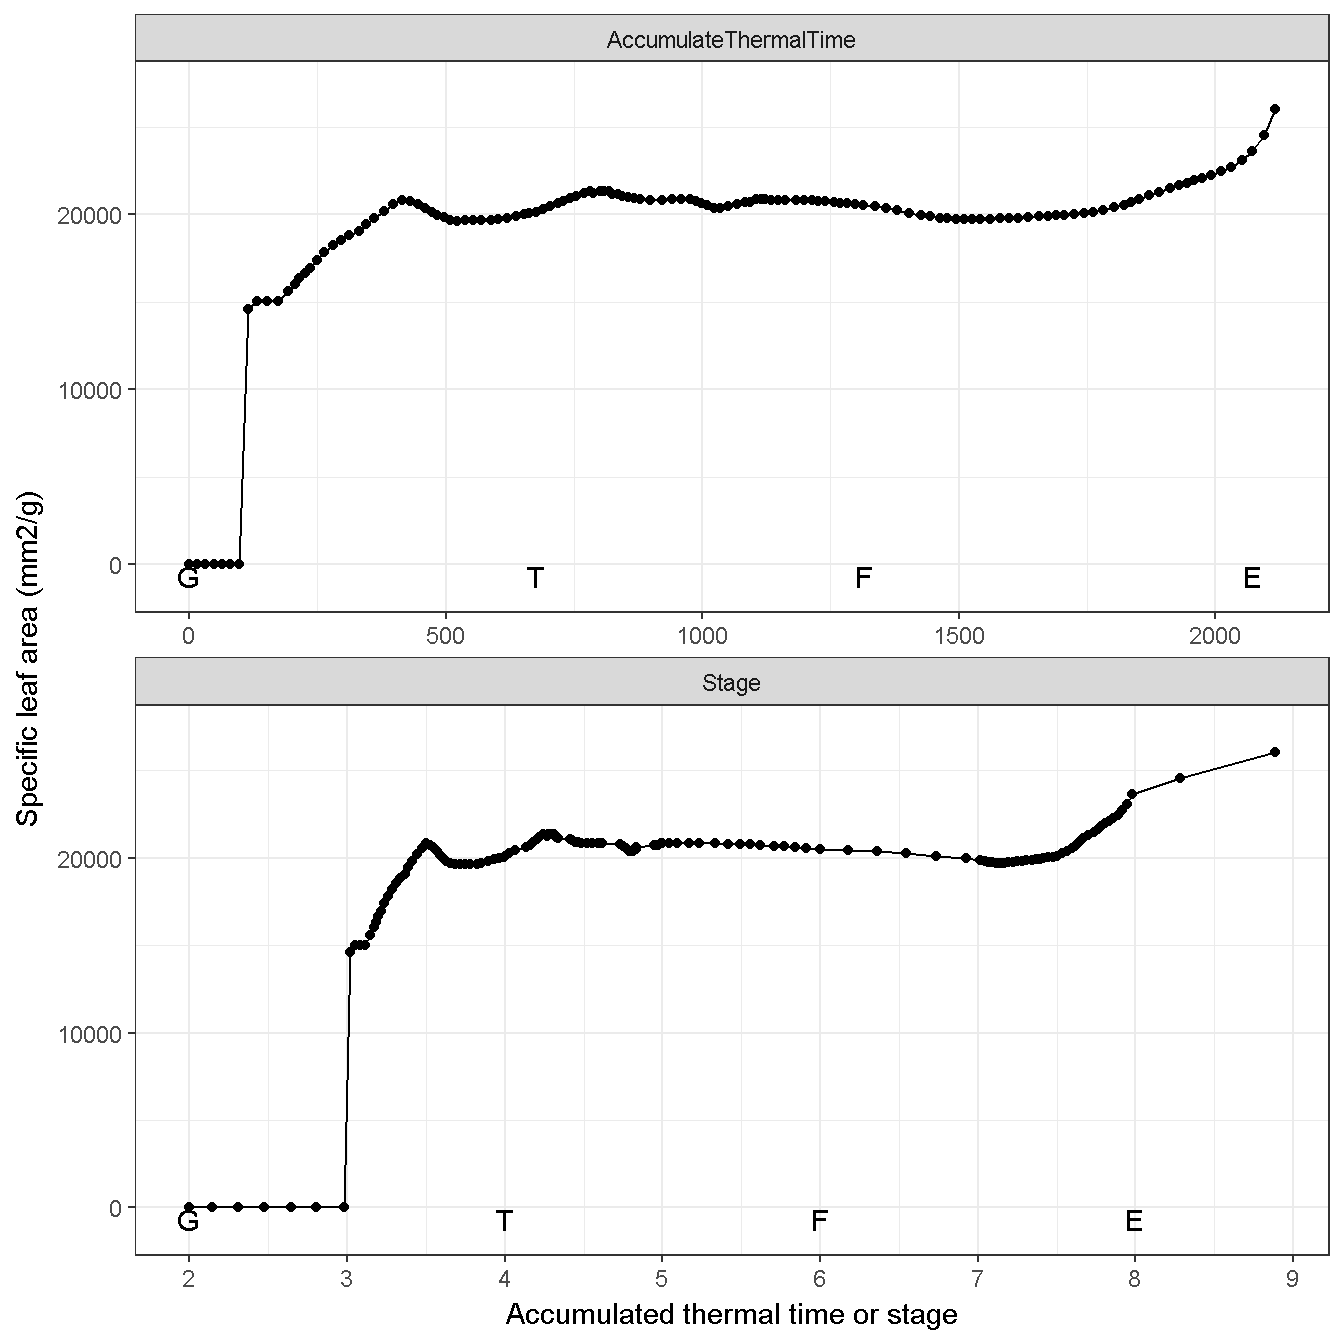 AccumulateThermalTime
20000
10000
0
G T F E
0 500 1000 1500 2000
Specific leaf area (mm2/g)
Stage
20000
10000
0
G T F E
2 3 4 5 6 7 8 9
Accumulated thermal time or stage